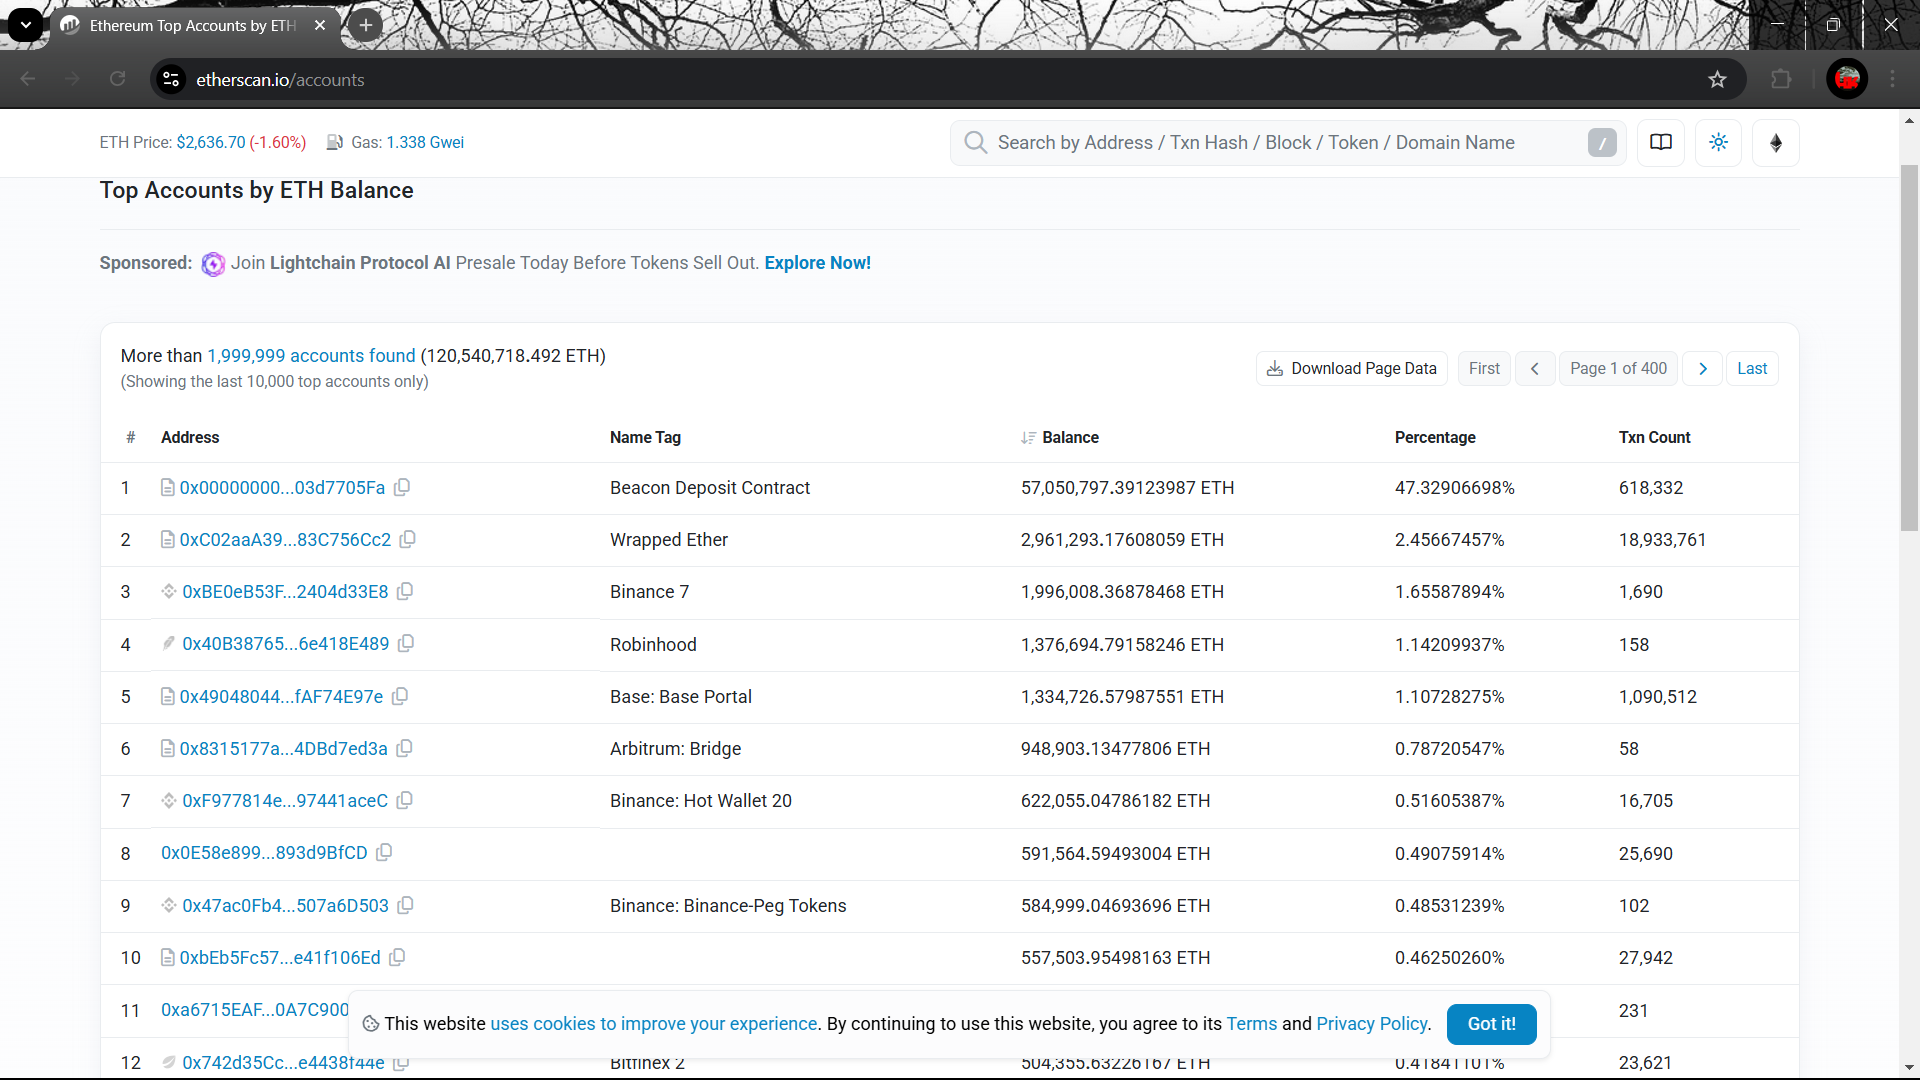 Ethereum Top Accounts by ETH
etherscan.io/accounts
ETH Price: $2,636.70 (-1.60%) Gas: 1.338 Gwei
Search by Address / Txn Hash / Block / Token / Domain Name /
Top Accounts by ETH Balance
Sponsored: Join Lightchain Protocol AI Presale Today Before Tokens Sell Out. Explore Now!
More than 1,999,999 accounts found (120,540,718.492 ETH)
(Showing the last 10,000 top accounts only)
Download Page Data First Page 1 of 400 Last
# Address Name Tag Balance Percentage Txn Count
1 0x00000000...03d7705Fa Beacon Deposit Contract 57,050,797.39123987 ETH 47.32906698% 618,332
2 0xC02aaA39...83C756Cc2 Wrapped Ether 2,961,293.17608059 ETH 2.45667457% 18,933,761
3 0xBE0eB53F...2404d33E8 Binance 7 1,996,008.36878468 ETH 1.65587894% 1,690
4 0x40B38765...6e418E489 Robinhood 1,376,694.79158246 ETH 1.14209937% 158
5 0x49048044...fAF74E97e Base: Base Portal 1,334,726.57987551 ETH 1.10728275% 1,090,512
6 0x8315177a...4DBd7ed3a Arbitrum: Bridge 948,903.13477806 ETH 0.78720547% 58
7 0xF977814e...97441aceC Binance: Hot Wallet 20 622,055.04786182 ETH 0.51605387% 16,705
8 0x0E58e899...893d9BfCD 591,564.59493004 ETH 0.49075914% 25,690
9 0x47ac0Fb4...507a6D503 Binance: Binance-Peg Tokens 584,999.04693696 ETH 0.48531239% 102
10 0xbEb5Fc57...e41f106Ed 557,503.95498163 ETH 0.46250260% 27,942
11 0xa6715EAF...0A7C900 231
This website uses cookies to improve your experience. By continuing to use this website, you agree to its Terms and Privacy Policy. Got it!
12 0x742d35Cc...e4438f44e Bitfinex 2 504,355.63226167 ETH 0.41841101% 23,621